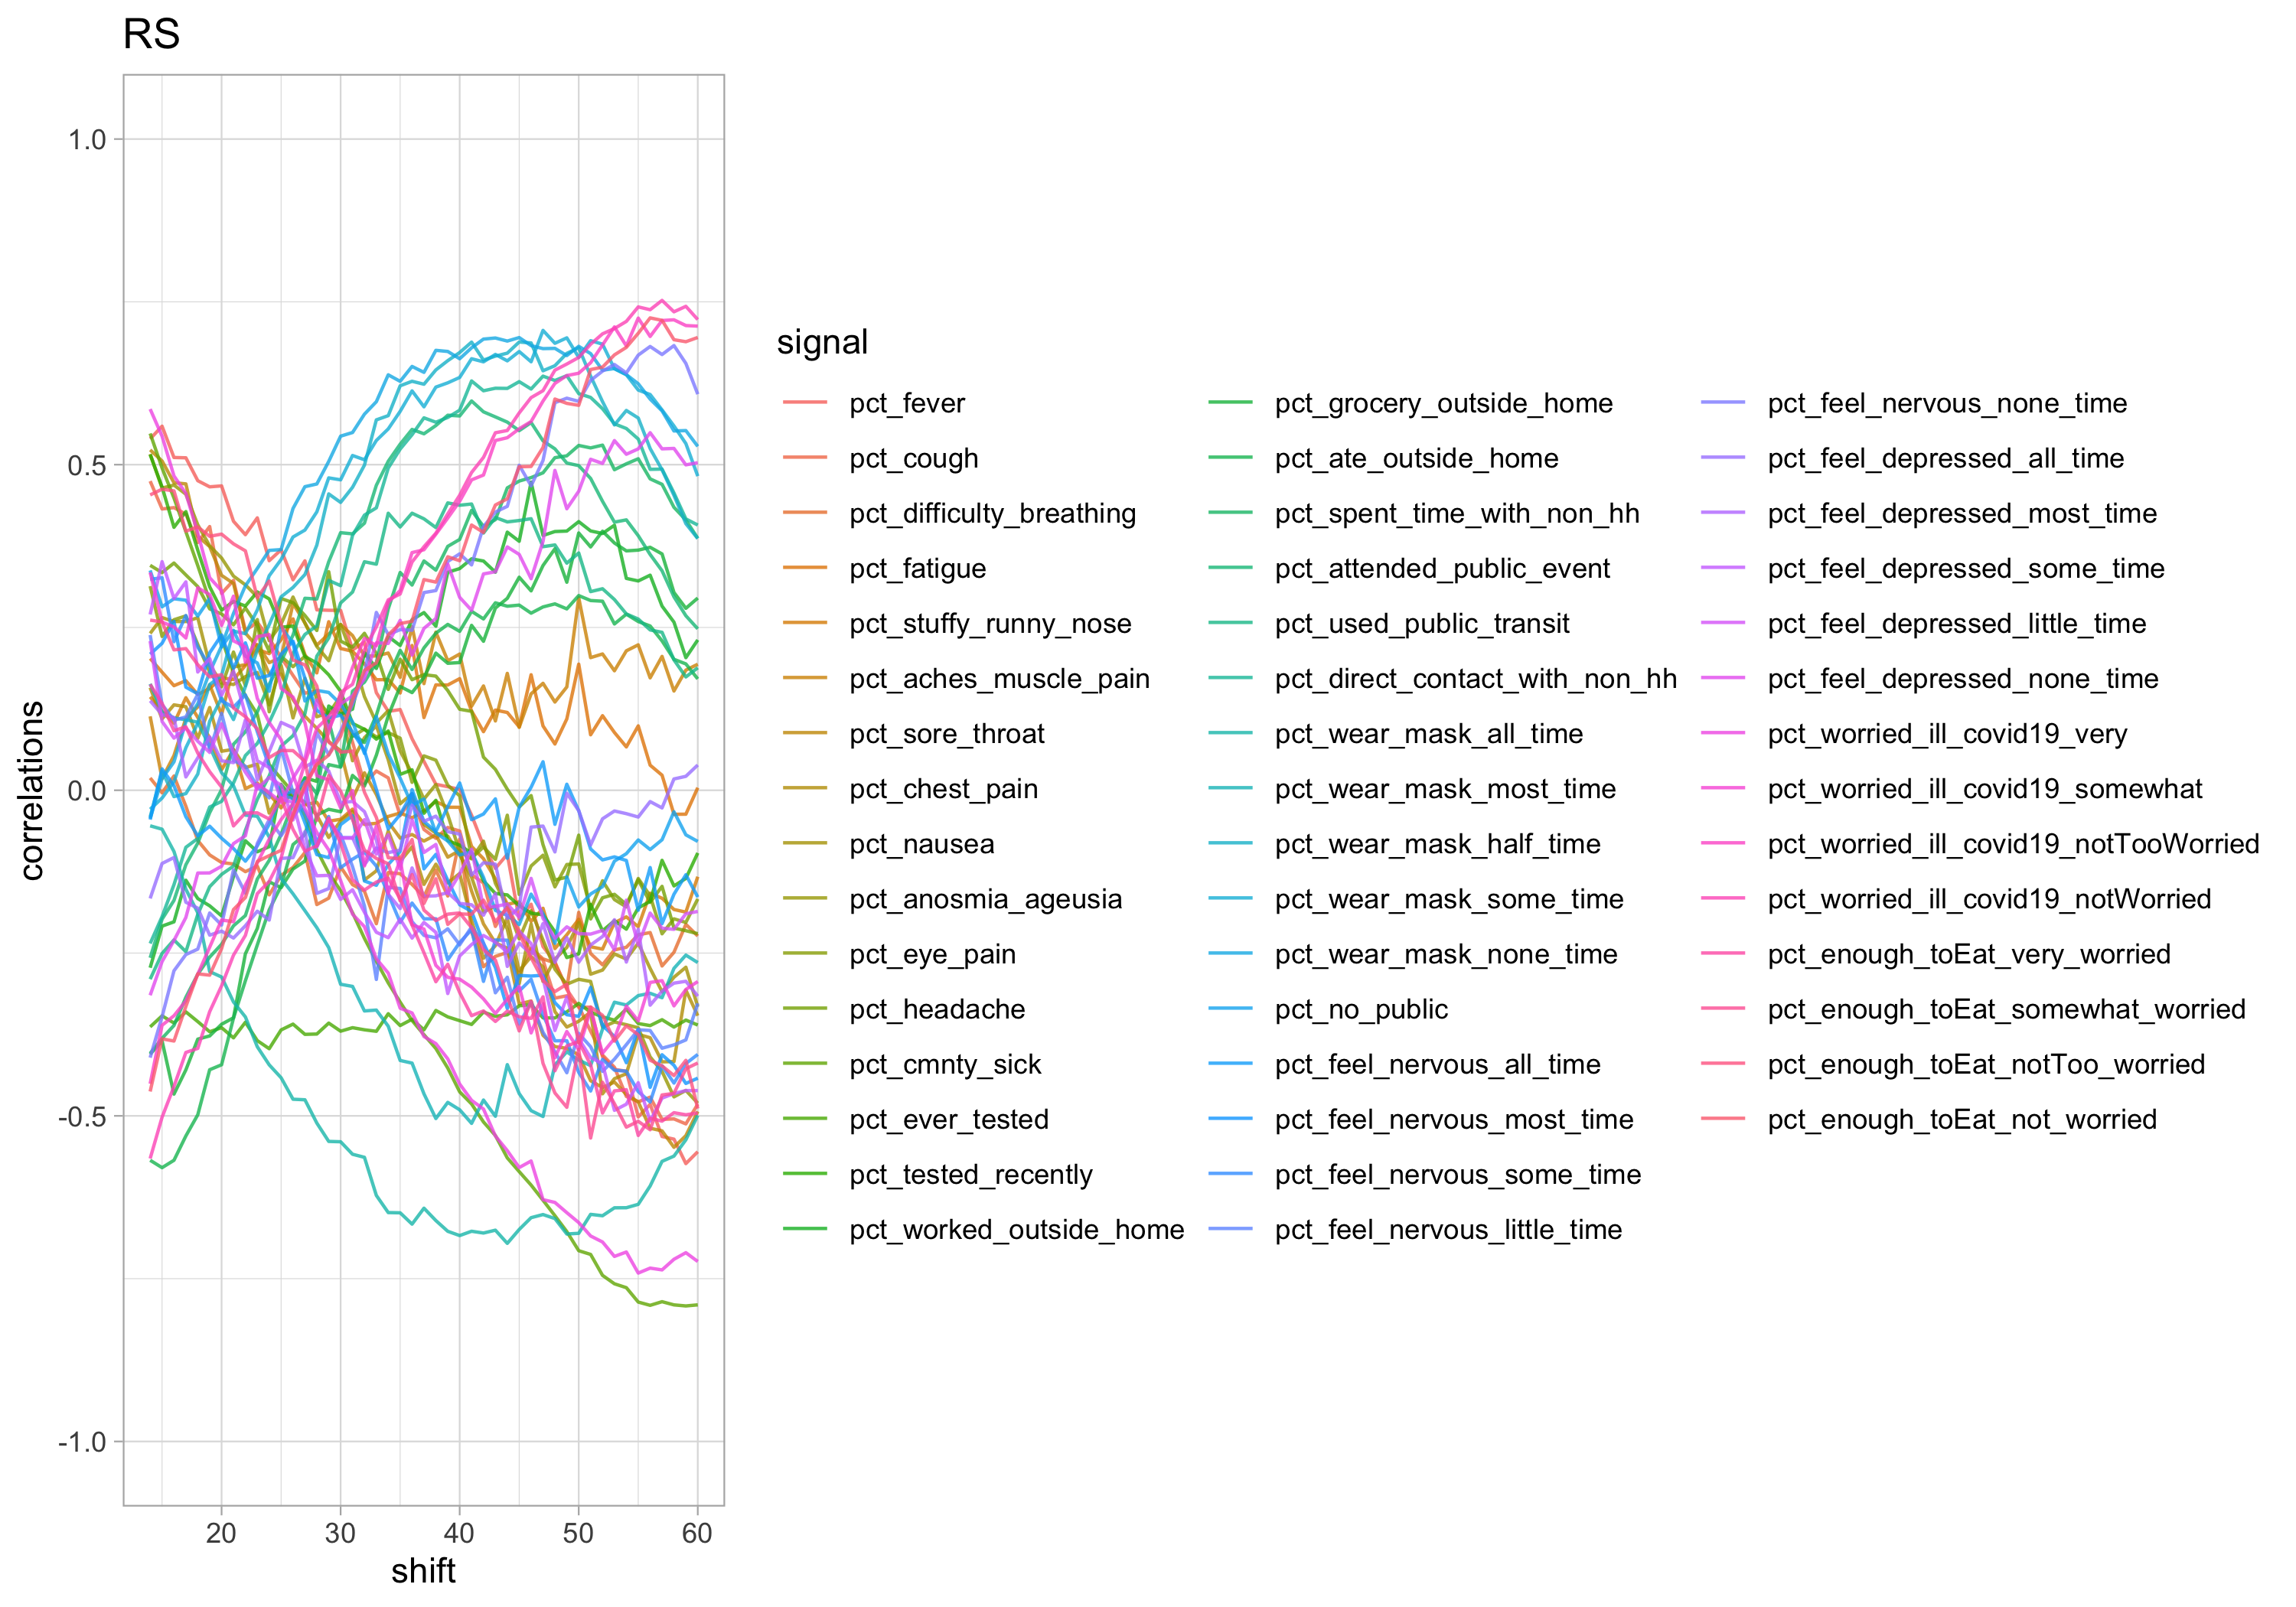 RS
correlations
1.0
0.5
0.0
-0.5
-1.0
20 30 40 50 60
shift
signal
pct_fever
pct_cough
pct_difficulty_breathing
pct_fatigue
pct_stuffy_runny_nose
pct_aches_muscle_pain
pct_sore_throat
pct_chest_pain
pct_nausea
pct_anosmia_ageusia
pct_eye_pain
pct_headache
pct_cmnty_sick
pct_ever_tested
pct_tested_recently
pct_worked_outside_home
pct_grocery_outside_home
pct_ate_outside_home
pct_spent_time_with_non_hh
pct_attended_public_event
pct_used_public_transit
pct_direct_contact_with_non_hh
pct_wear_mask_all_time
pct_wear_mask_most_time
pct_wear_mask_half_time
pct_wear_mask_some_time
pct_wear_mask_none_time
pct_no_public
pct_feel_nervous_all_time
pct_feel_nervous_most_time
pct_feel_nervous_some_time
pct_feel_nervous_little_time
pct_feel_nervous_none_time
pct_feel_depressed_all_time
pct_feel_depressed_most_time
pct_feel_depressed_some_time
pct_feel_depressed_little_time
pct_feel_depressed_none_time
pct_worried_ill_covid19_very
pct_worried_ill_covid19_somewhat
pct_worried_ill_covid19_notTooWorried
pct_worried_ill_covid19_notWorried
pct_enough_toEat_very_worried
pct_enough_toEat_somewhat_worried
pct_enough_toEat_notToo_worried
pct_enough_toEat_not_worried